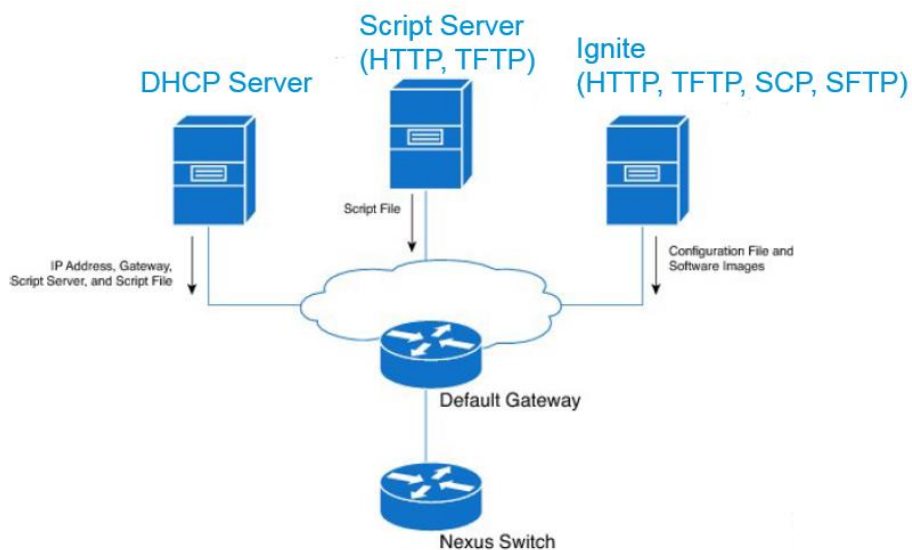 Script Server
(HTTP, TFTP)
Ignite
(HTTP, TFTP, SCP, SFTP)
DHCP Server
Script File
IP Address, Gateway,
Script Server, and Script File
Configuration File and
Software Images
Default Gateway
Nexus Switch